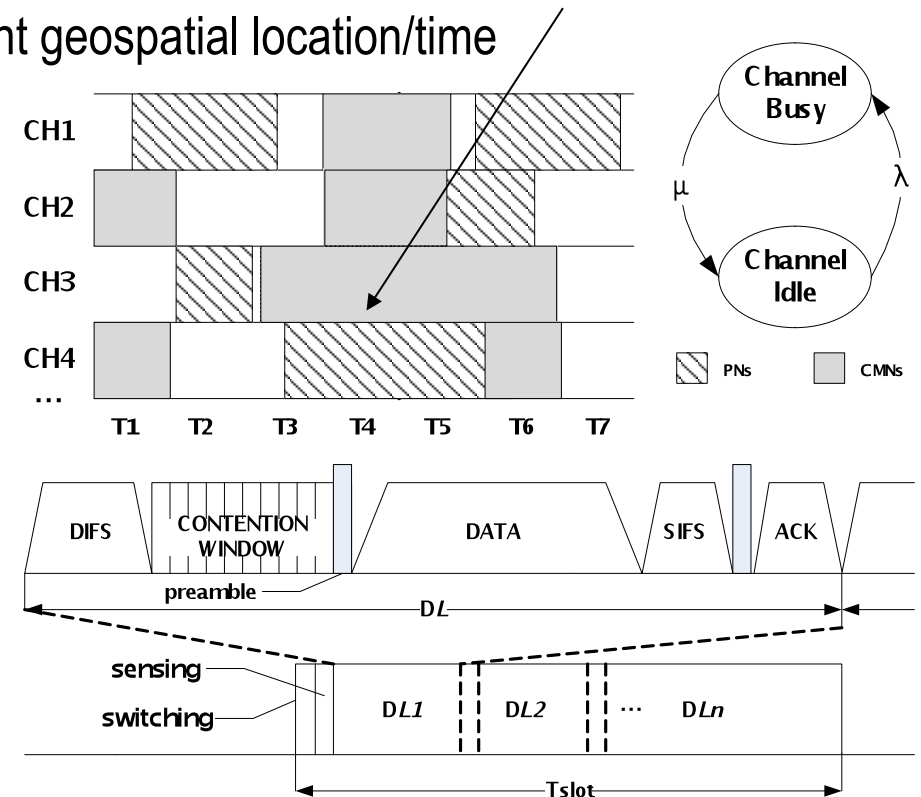 nt geospatial location/time
CH1
CH2
CH3
CH4
...
T1 T2 T3 T4 T5 T6 T7
Channel
Busy
μ
λ
Channel
Idle
PNs
CMNs
DIFS
CONTENTION
WINDOW
DATA
SIFS
ACK
preamble
DL
sensing
switching
DL1
DL2
...
DLn
Tslot